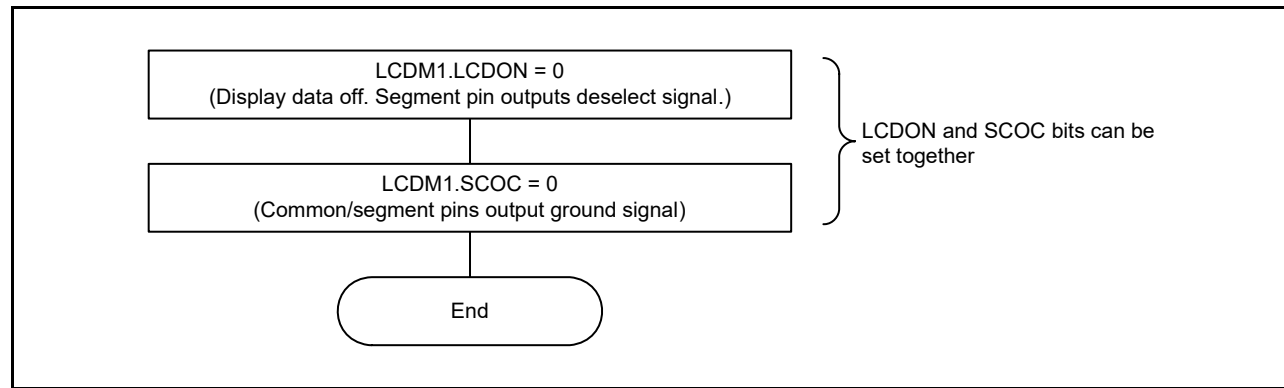 LCDM1.LCDON = 0
(Display data off. Segment pin outputs deselect signal.)
LCDON and SCOC bits can be
set together
LCDM1.SCOC = 0
(Common/segment pins output ground signal)
End